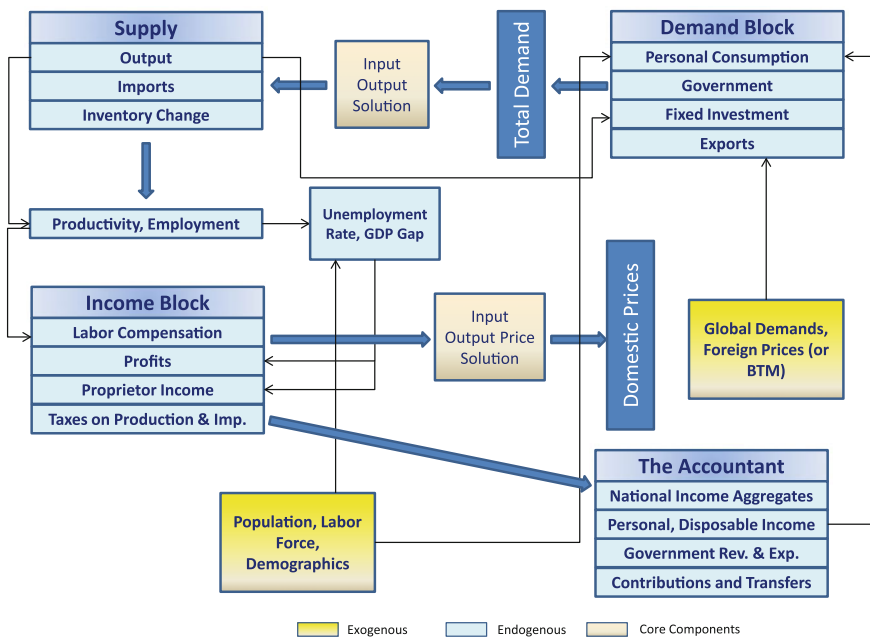 Supply
Output
Imports
Inventory Change
Input
Output
Solution
Total Demand
Demand Block
Personal Consumption
Government
Fixed Investment
Exports
Productivity, Employment
Unemployment
Rate, GDP Gap
Income Block
Labor Compensation
Profits
Proprietor Income
Taxes on Production & Imp.
Input
Output Price
Solution
Domestic Prices
Global Demands,
Foreign Prices (or
BTM)
Population, Labor
Force,
Demographics
The Accountant
National Income Aggregates
Personal, Disposable Income
Government Rev. & Exp.
Contributions and Transfers
Exogenous
Endogenous
Core Components